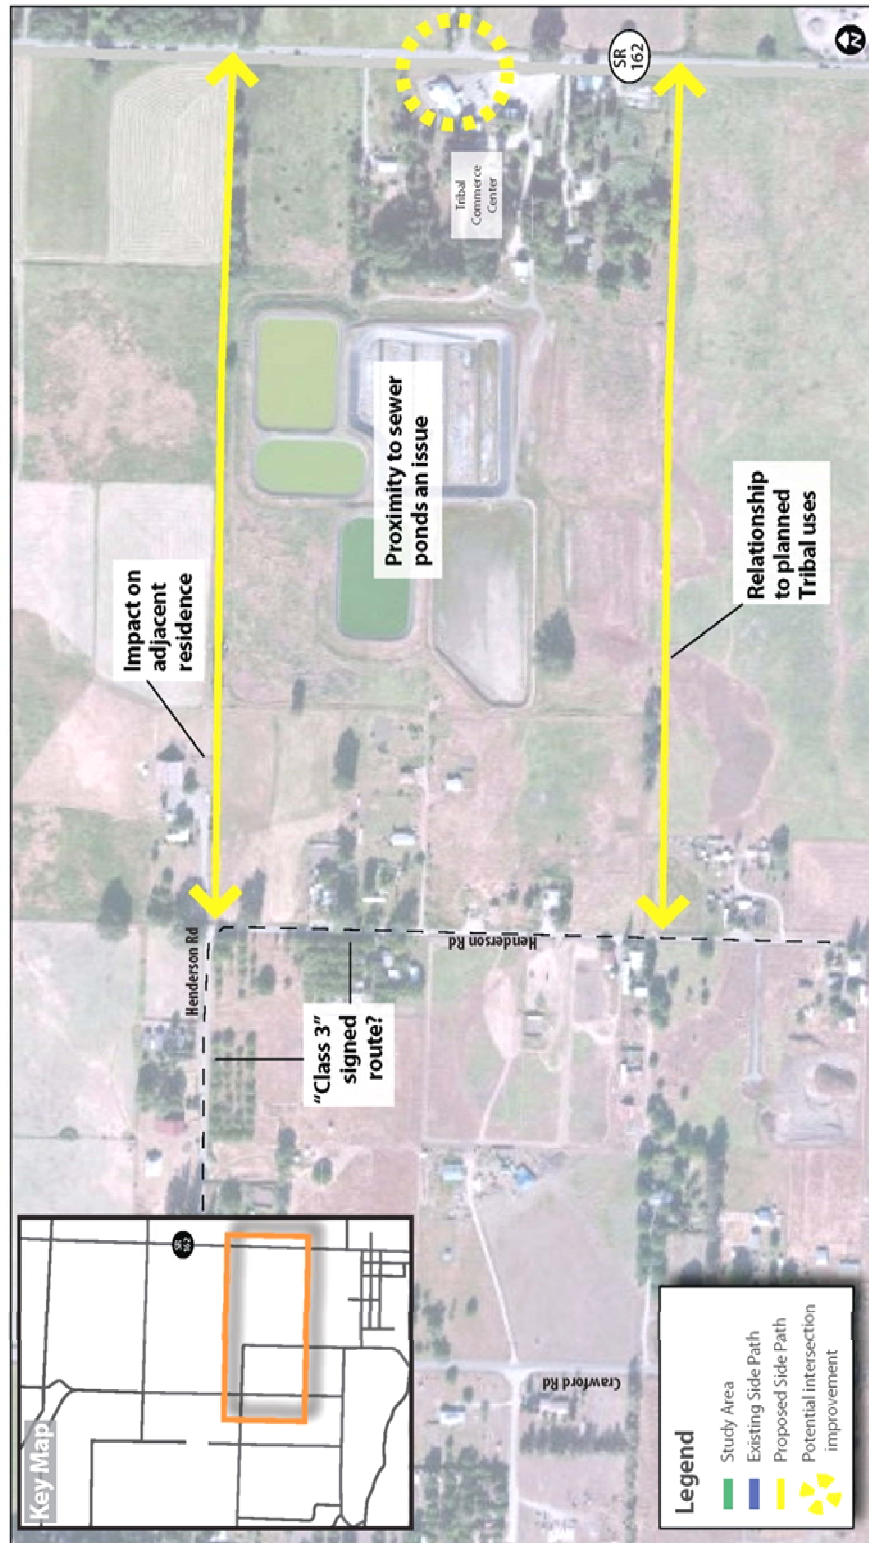 Key Map
SR
162
Henderson Rd
Impact on
adjacent
residence
"Class 3"
signed
route?
Henderson Rd
Proximity to sewer
ponds an issue
Tribal
Commerce
Center
SR
162
Relationship
to planned
Tribal uses
Crawford Rd
Legend
Study Area
Existing Side Path
Proposed Side Path
Potential intersection
improvement
N